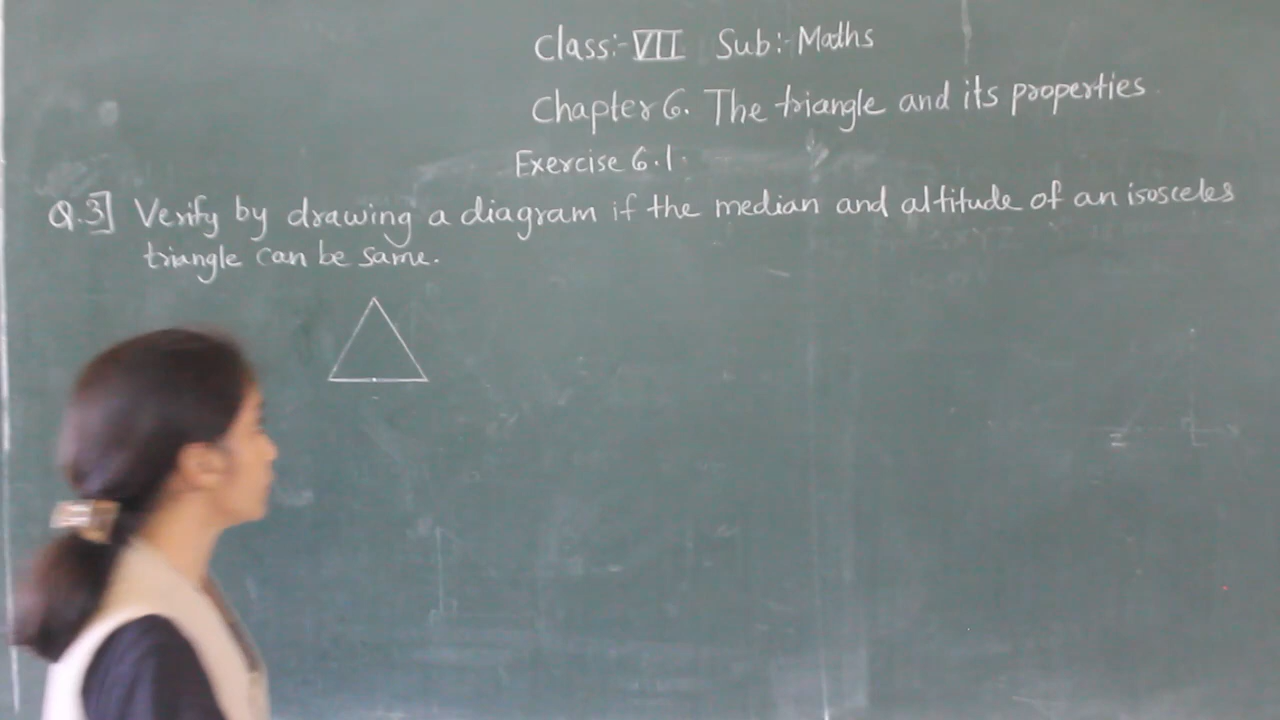 Class:- VII Sub:- Maths
Chapter 6. The triangle and its properties.
Exercise 6.1.
Q.3] Verify by drawing a diagram if the median and altitude of an isosceles
triangle can be same.